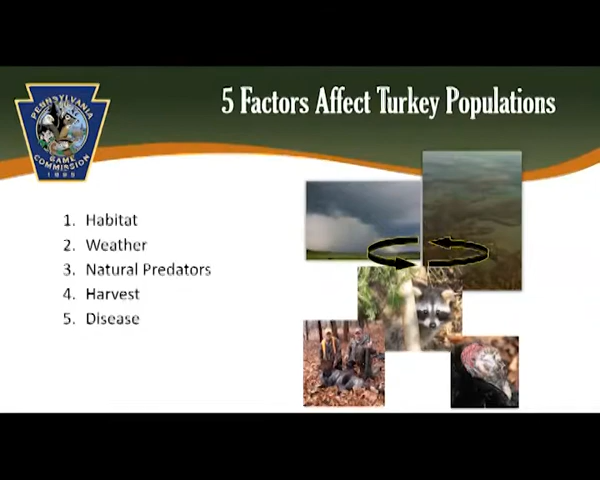 5 Factors Affect Turkey Populations
PENNSYLVANIA
GAME
COMMISSION
1895
1. Habitat
2. Weather
3. Natural Predators
4. Harvest
5. Disease